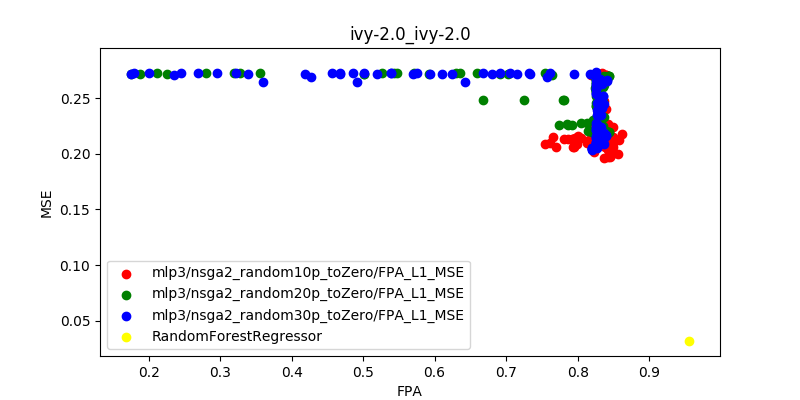 ivy-2.0_ivy-2.0
MSE
0.25
0.20
0.15
0.10
0.05
mlp3/nsga2_random10p_toZero/FPA_L1_MSE
mlp3/nsga2_random20p_toZero/FPA_L1_MSE
mlp3/nsga2_random30p_toZero/FPA_L1_MSE
RandomForestRegressor
0.2 0.3 0.4 0.5 0.6 0.7 0.8 0.9
FPA